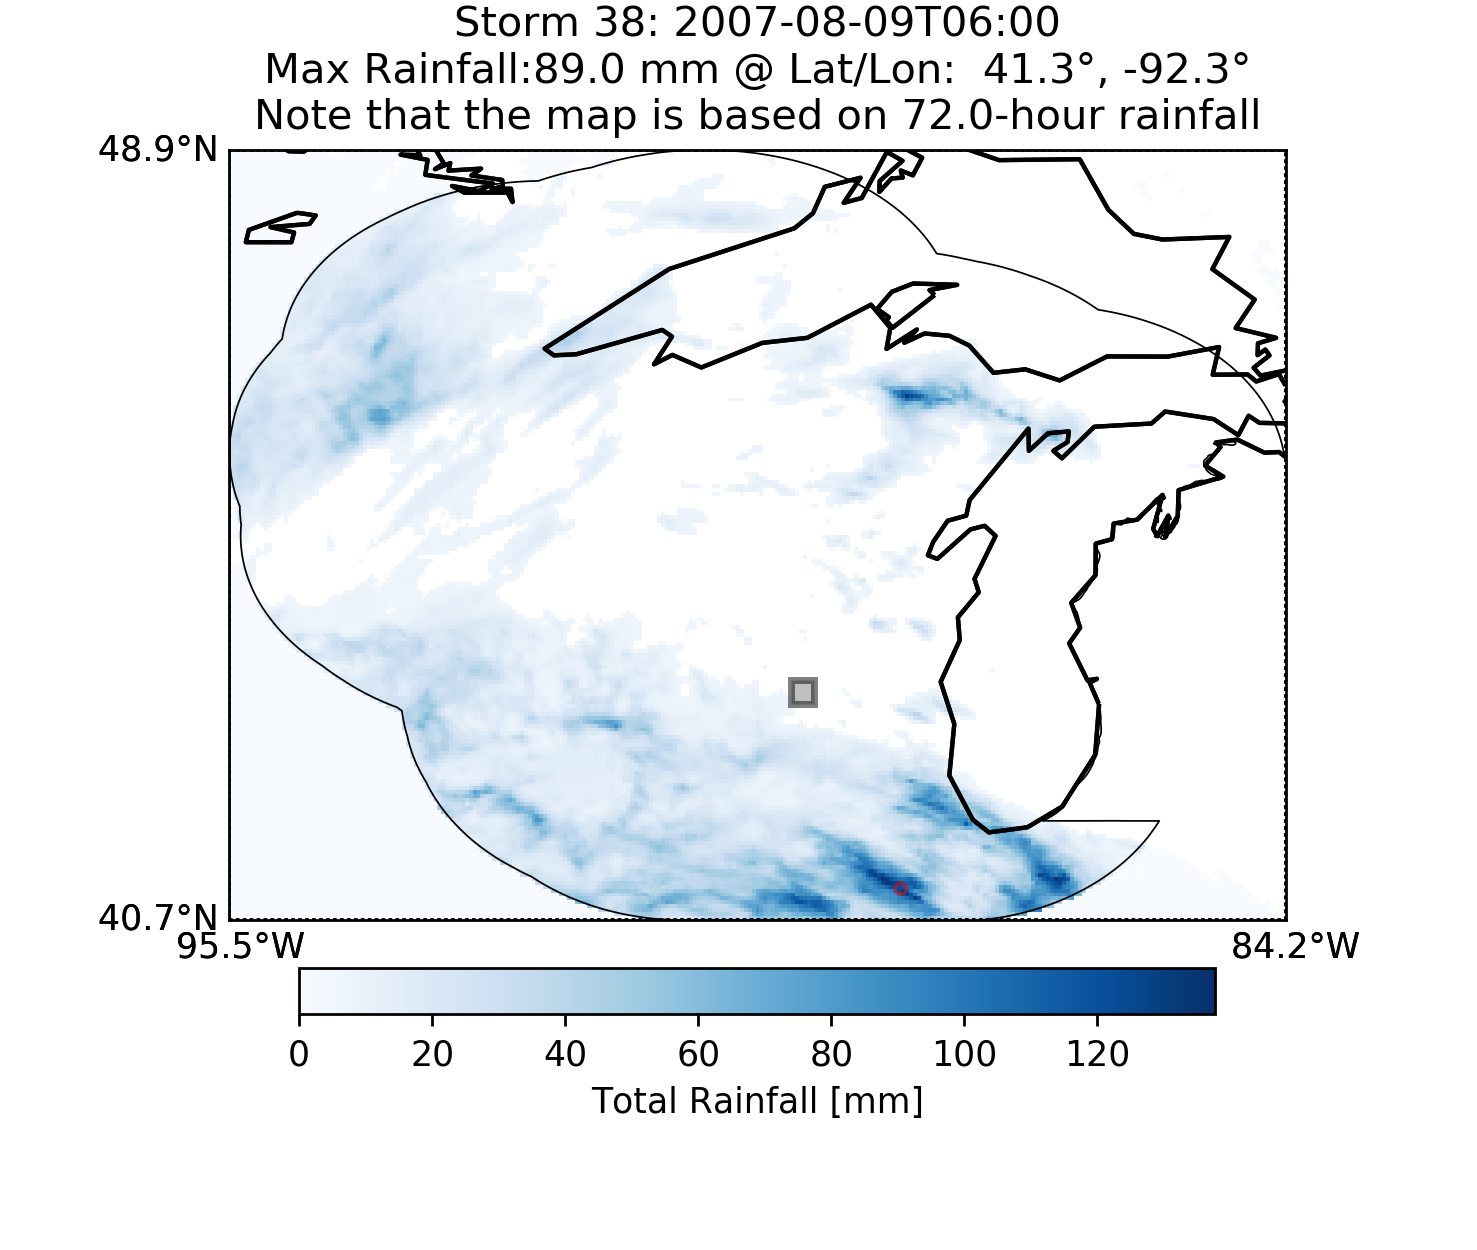 Storm 38: 2007-08-09T06:00
Max Rainfall:89.0 mm @ Lat/Lon:  41.3°, -92.3°
Note that the map is based on 72.0-hour rainfall
48.9°N
40.7°N
95.5°W 84.2°W
0 20 40 60 80 100 120
Total Rainfall [mm]